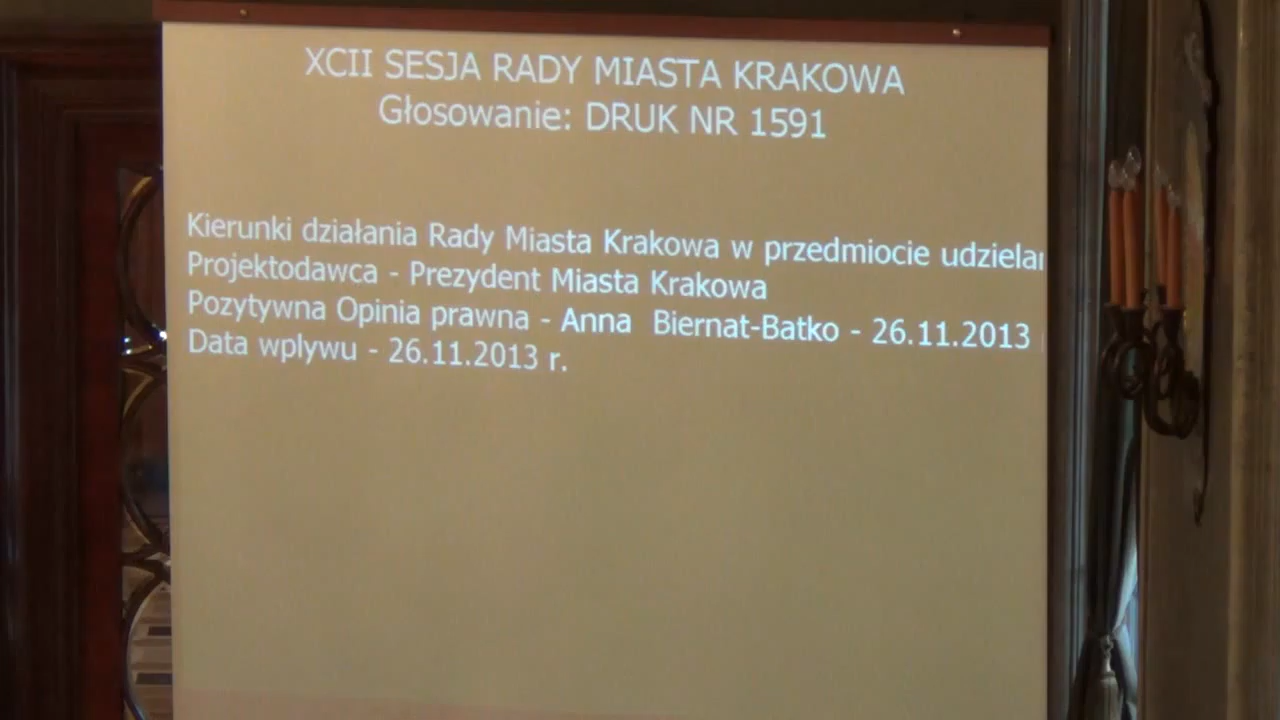 XCII SESJA RADY MIASTA KRAKOWA
Głosowanie: DRUK NR 1591
Kierunki działania Rady Miasta Krakowa w przedmiocie
Projektodawca - Prezydent Miasta Krakowa
Pozytywna Opinia prawna - Anna Biernat-Batko - 26.11.2013
Data wplywu - 26.11.2013 r.